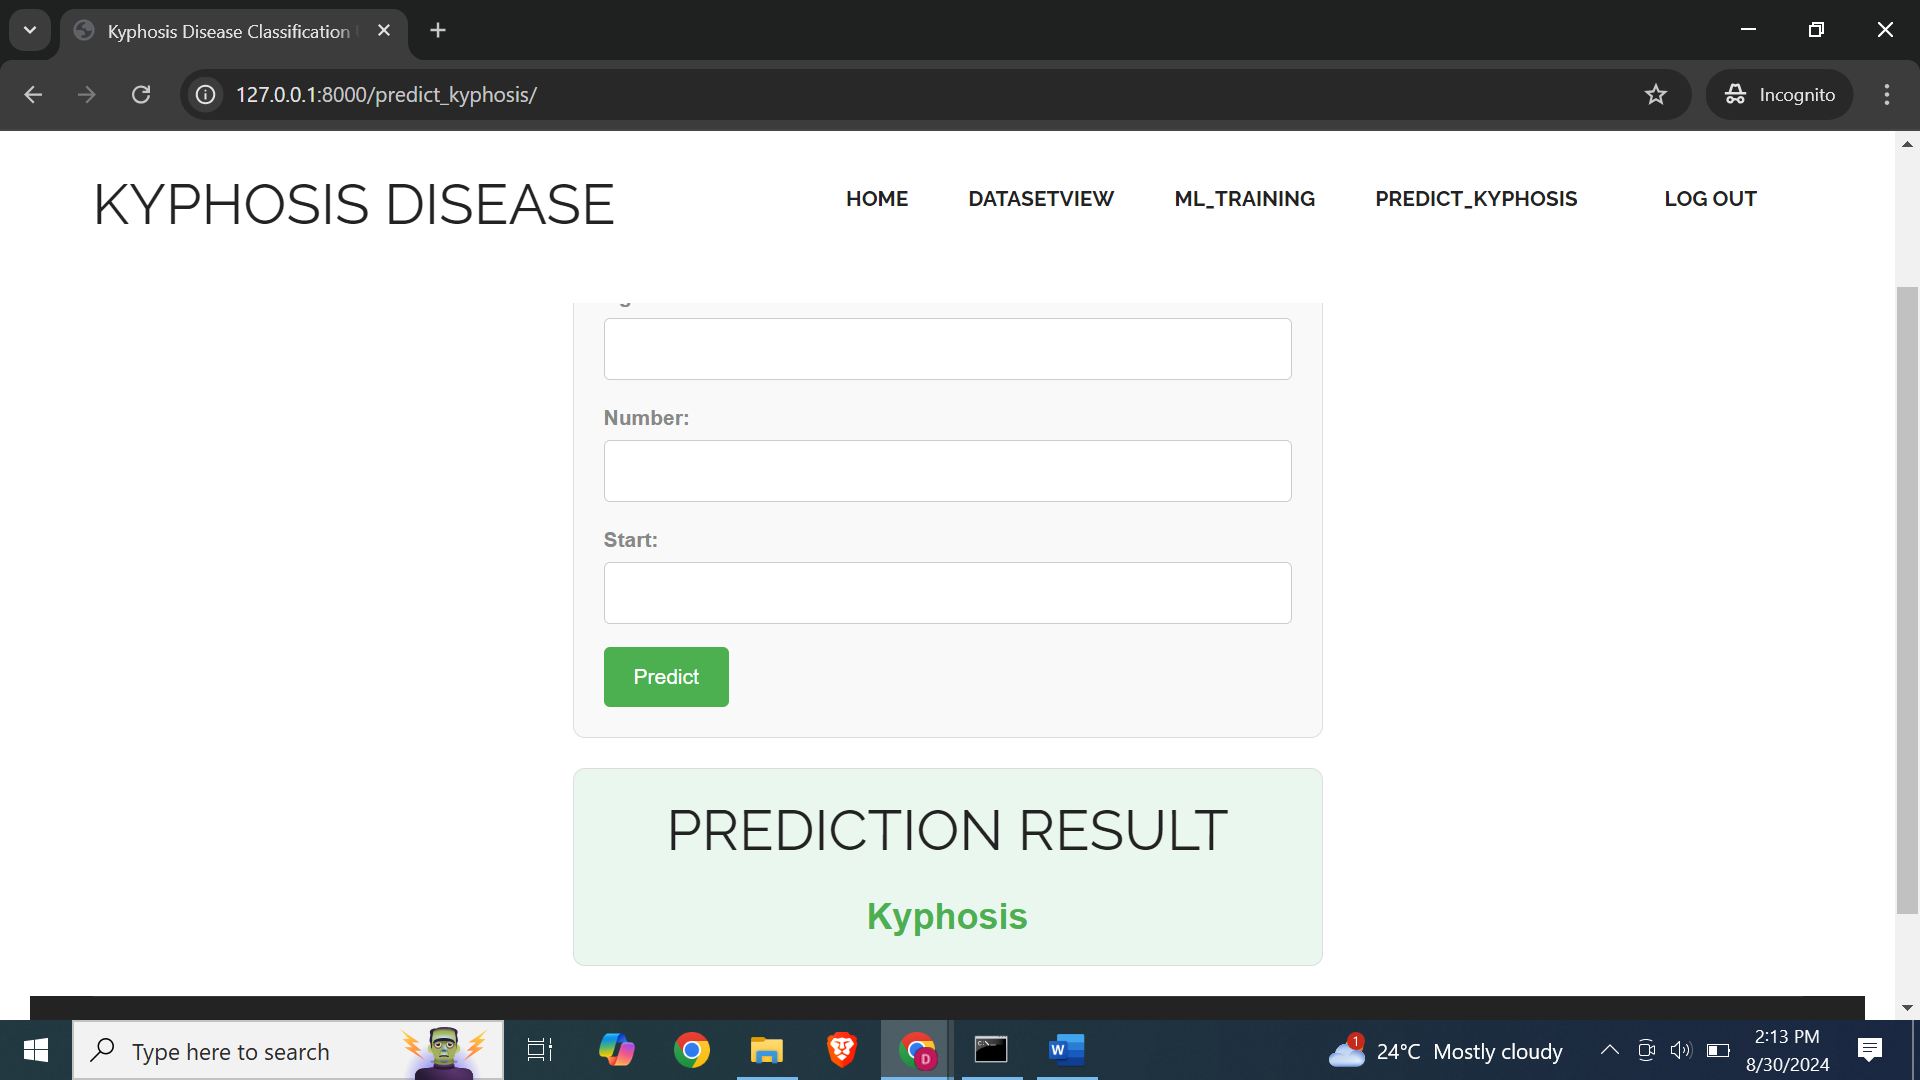 Kyphosis Disease Classification
127.0.0.1:8000/predict_kyphosis/
Incognito
KYPHOSIS DISEASE
HOME
DATASETVIEW
ML_TRAINING
PREDICT_KYPHOSIS
LOG OUT
Number:
Start:
Predict
PREDICTION RESULT
Kyphosis
Type here to search
D
C:\
W
1
24°C Mostly cloudy
2:13 PM
8/30/2024